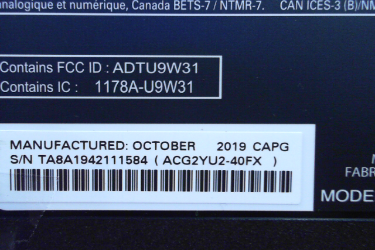 analogique et numérique, Canada BETS-7 / NTMR-7. CAN ICES-3 (B)/NM
Contains FCC ID : ADTU9W31
Contains IC : 1178A-U9W31
MANUFACTURED: OCTOBER 2019 CAPG
S/N TA8A1942111584 ( ACG2YU2-40FX )
M
FABR
MODE